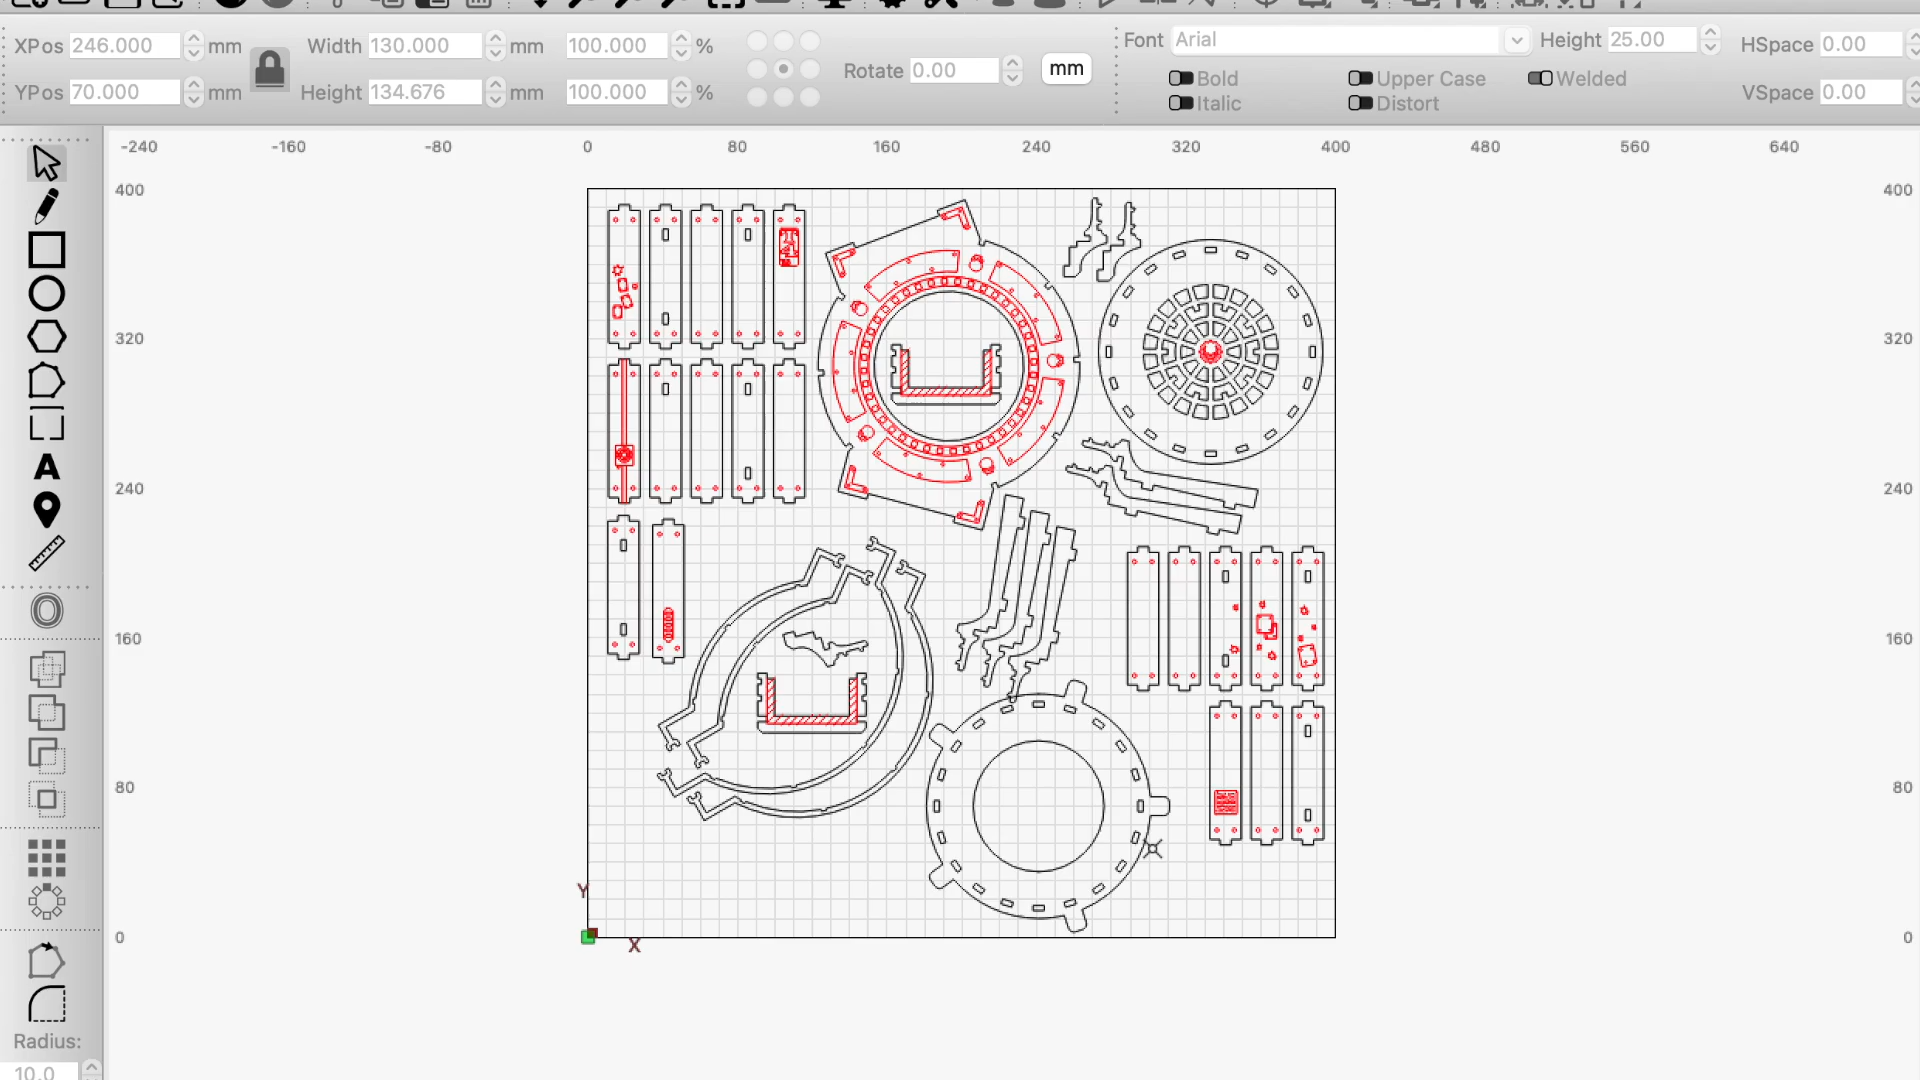 XPos 246.000 mm Width 130.000 mm 100.000 %
YPos 70.000 mm Height 134.676 mm 100.000 %
Rotate 0.00 mm
Font Arial Height 25.00 HSpace 0.00
Bold Upper Case Welded
Italic Distort VSpace 0.00
-240 -160 -80 0 80 160 240 320 400 480 560 640
400 400
320 320
240 240
160 160
80 80
0 0
Y
X
A
Radius:
10.0